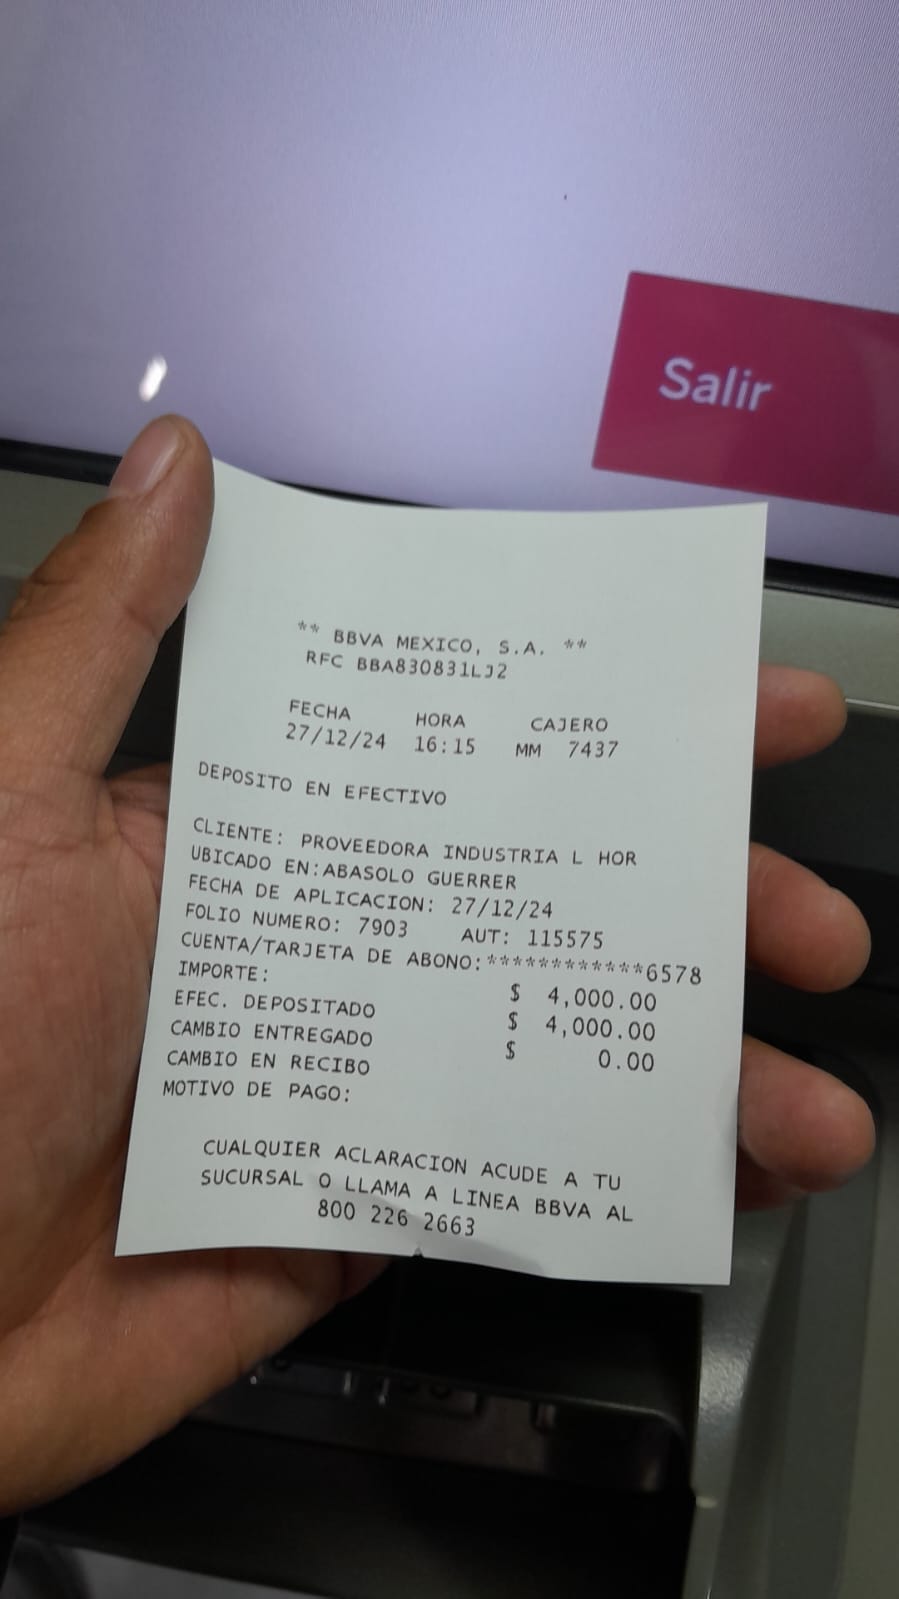 Salir
** BBVA MEXICO, S.A. **
RFC BBA830831LJ2
FECHA HORA CAJERO
27/12/24 16:15 MM 7437
DEPOSITO EN EFECTIVO
CLIENTE: PROVEEDORA INDUSTRIA L HOR
UBICADO EN:ABASOLO GUERRER
FECHA DE APLICACION: 27/12/24
FOLIO NUMERO: 7903 AUT: 115575
CUENTA/TARJETA DE ABONO:************6578
IMPORTE: $ 4,000.00
EFEC. DEPOSITADO $ 4,000.00
CAMBIO ENTREGADO $ 0.00
CAMBIO EN RECIBO
MOTIVO DE PAGO:
CUALQUIER ACLARACION ACUDE A TU
SUCURSAL O LLAMA A LINEA BBVA AL
800 226 2663